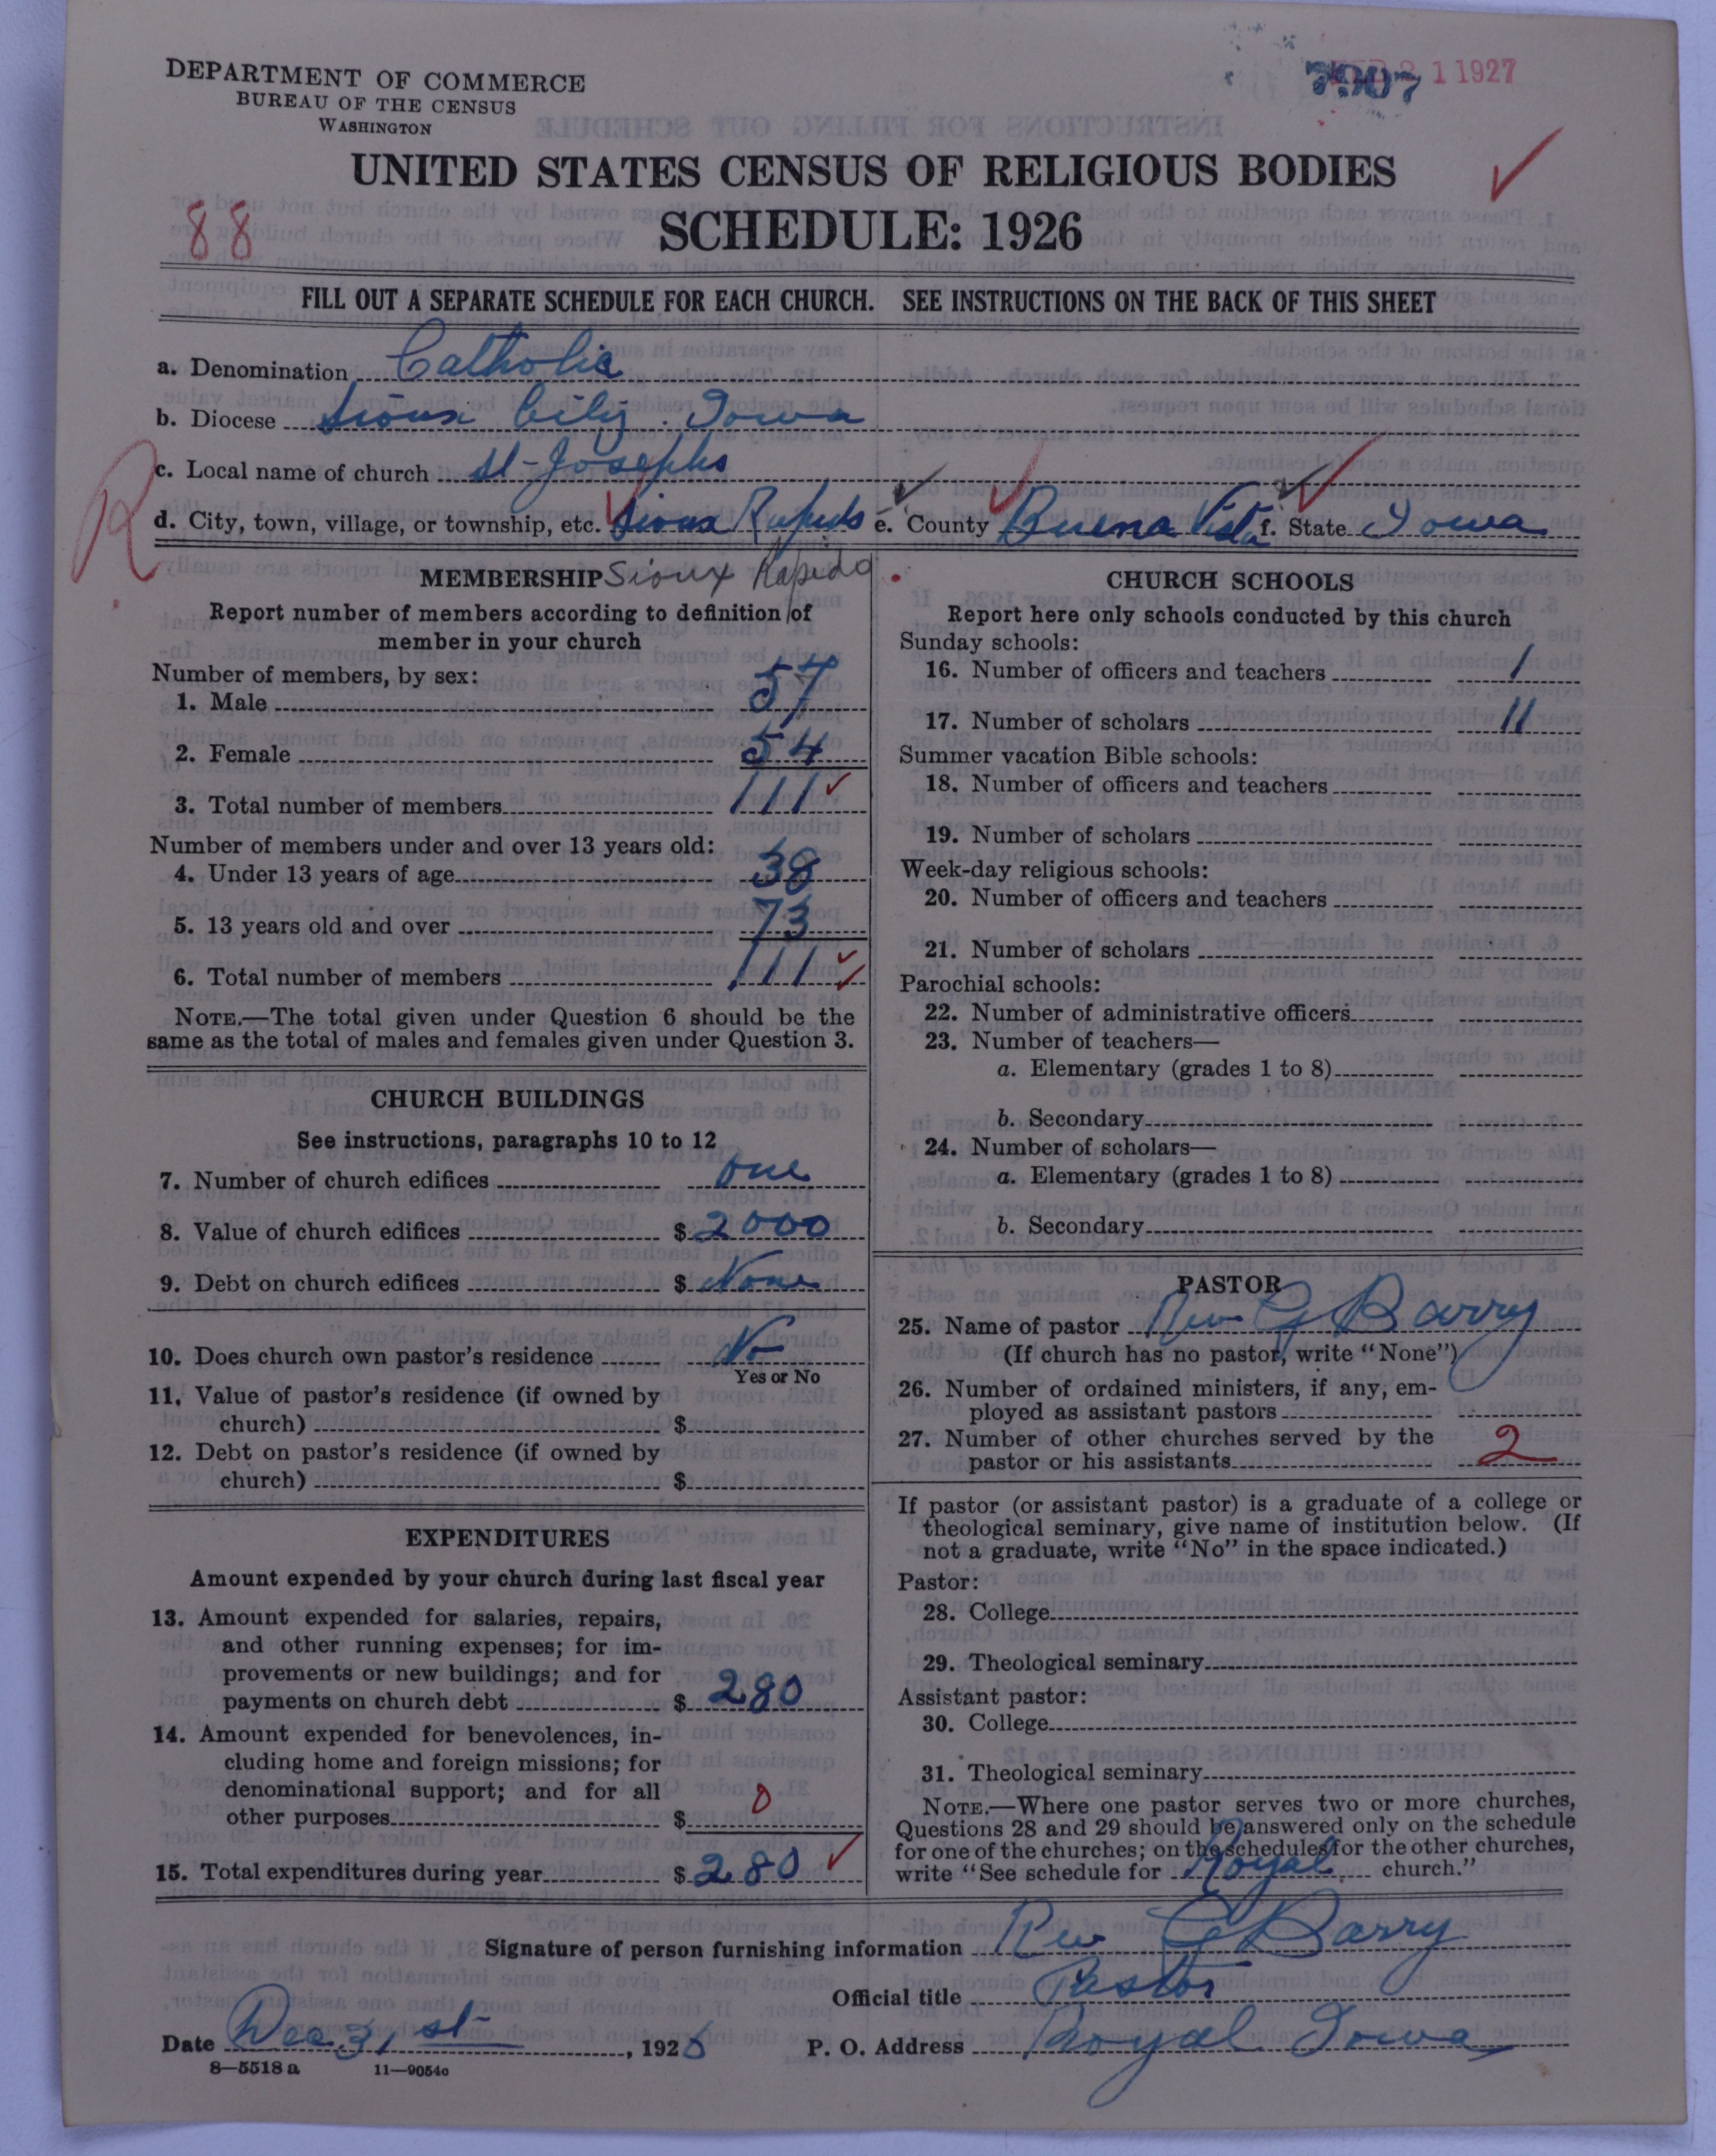 DEPARTMENT OF COMMERCE
BUREAU OF THE CENSUS
WASHINGTON
7907
1 1927
UNITED STATES CENSUS OF RELIGIOUS BODIES
88
SCHEDULE: 1926
FILL OUT A SEPARATE SCHEDULE FOR EACH CHURCH. SEE INSTRUCTIONS ON THE BACK OF THIS SHEET
a. Denomination Catholic
b. Diocese Sioux City. Iowa
R
c. Local name of church St-Josephs
d. City, town, village, or township, etc. Sioux Rapids e. County Buena Vista f. State Iowa
MEMBERSHIP Sioux Rapids
Report number of members according to definition of
member in your church
Number of members, by sex:
1. Male 57
2. Female 54
3. Total number of members 111
Number of members under and over 13 years old:
4. Under 13 years of age 38
5. 13 years old and over 73
6. Total number of members 111
NOTE.—The total given under Question 6 should be the
same as the total of males and females given under Question 3.
CHURCH BUILDINGS
See instructions, paragraphs 10 to 12
7. Number of church edifices one
8. Value of church edifices $ 2000
9. Debt on church edifices $ None
10. Does church own pastor's residence No
Yes or No
11. Value of pastor's residence (if owned by
church) $
12. Debt on pastor's residence (if owned by
church) $
EXPENDITURES
Amount expended by your church during last fiscal year
13. Amount expended for salaries, repairs,
and other running expenses; for im-
provements or new buildings; and for
payments on church debt $ 280
14. Amount expended for benevolences, in-
cluding home and foreign missions; for
denominational support; and for all
other purposes $ 0
15. Total expenditures during year $ 280
CHURCH SCHOOLS
Report here only schools conducted by this church
Sunday schools:
16. Number of officers and teachers 1
17. Number of scholars 11
Summer vacation Bible schools:
18. Number of officers and teachers
19. Number of scholars
Week-day religious schools:
20. Number of officers and teachers
21. Number of scholars
Parochial schools:
22. Number of administrative officers
23. Number of teachers—
a. Elementary (grades 1 to 8)
b. Secondary
24. Number of scholars—
a. Elementary (grades 1 to 8)
b. Secondary
PASTOR
25. Name of pastor Rev G Barry
(If church has no pastor, write "None")
26. Number of ordained ministers, if any, em-
ployed as assistant pastors
27. Number of other churches served by the
pastor or his assistants 2
If pastor (or assistant pastor) is a graduate of a college or
theological seminary, give name of institution below. (If
not a graduate, write "No" in the space indicated.)
Pastor:
28. College
29. Theological seminary
Assistant pastor:
30. College
31. Theological seminary
NOTE.—Where one pastor serves two or more churches,
Questions 28 and 29 should be answered only on the schedule
for one of the churches; on the schedules for the other churches,
write "See schedule for Royal church."
Signature of person furnishing information Rev G Barry
Official title Pastor
Date Dec 31st, 1926 P. O. Address Royal Iowa
8—5518 a 11—9054c